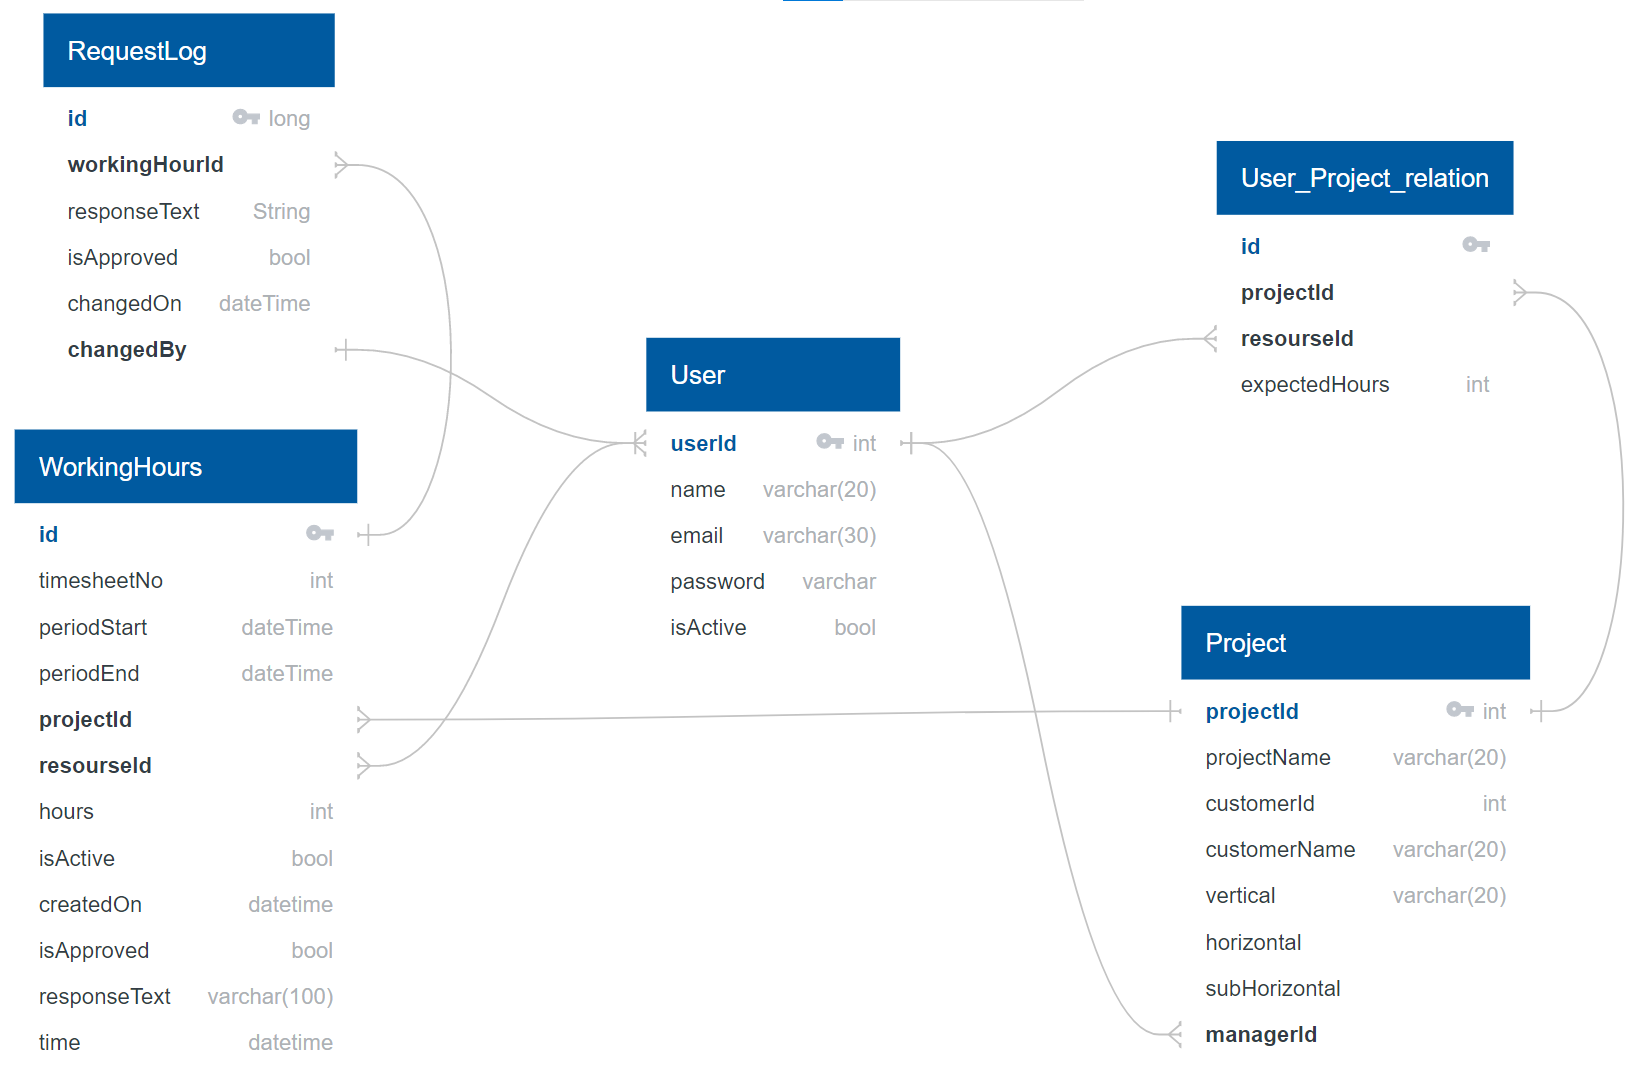 RequestLog
id long
workingHourId
responseText String
isApproved bool
changedOn dateTime
changedBy
WorkingHours
id
timesheetNo int
periodStart dateTime
periodEnd dateTime
projectId
resourseId
hours int
isActive bool
createdOn datetime
isApproved bool
responseText varchar(100)
time datetime
User
userId int
name varchar(20)
email varchar(30)
password varchar
isActive bool
User_Project_relation
id
projectId
resourseId
expectedHours int
Project
projectId int
projectName varchar(20)
customerId int
customerName varchar(20)
vertical varchar(20)
horizontal
subHorizontal
managerId